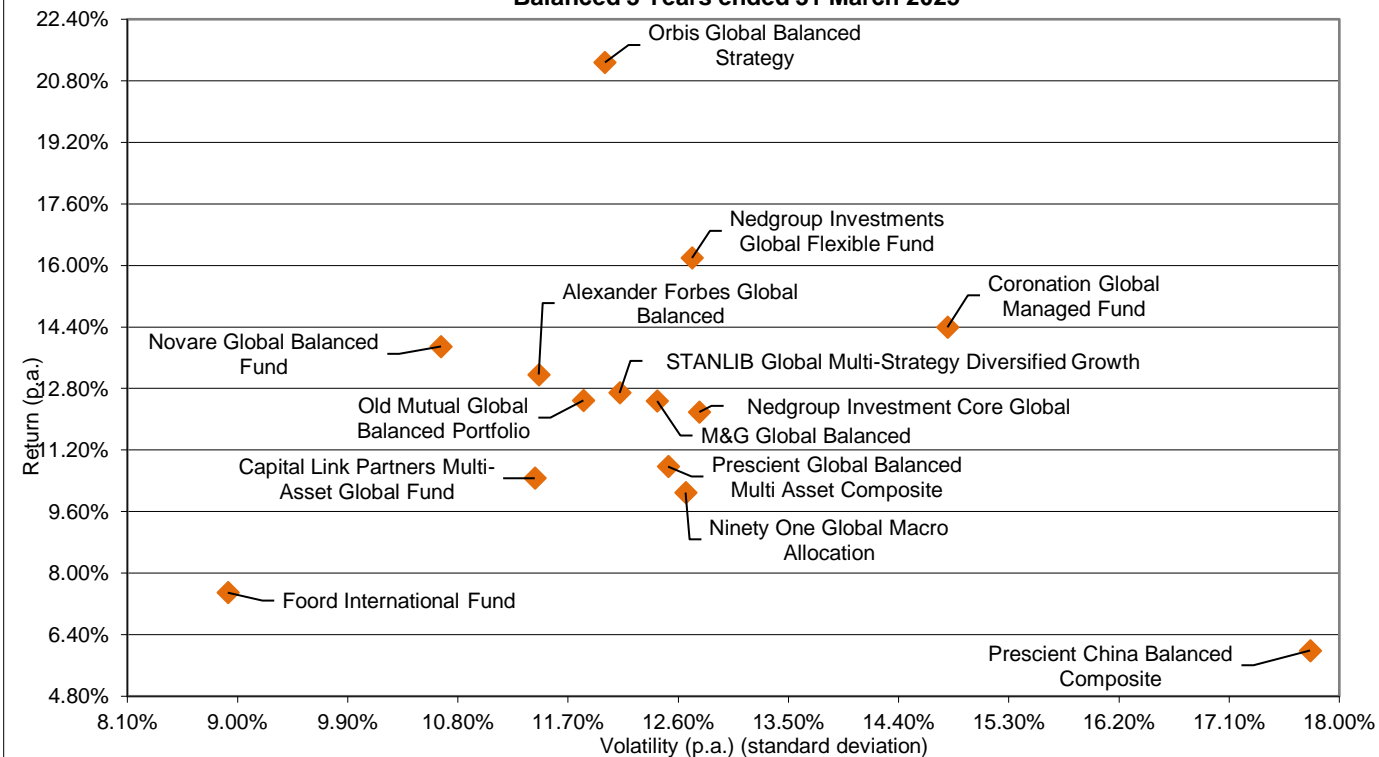 Balanced Years ended 31 March
22.40%
20.80%
19.20%
17.60%
16.00%
14.40%
12.80%
11.20%
9.60%
8.00%
6.40%
4.80%
Return (p.a.)
Orbis Global Balanced
Strategy
Nedgroup Investments
Global Flexible Fund
Alexander Forbes Global
Balanced
Coronation Global
Managed Fund
Novare Global Balanced
Fund
STANLIB Global Multi-Strategy Diversified Growth
Old Mutual Global
Balanced Portfolio
Nedgroup Investment Core Global
M&G Global Balanced
Capital Link Partners Multi-
Asset Global Fund
Prescient Global Balanced
Multi Asset Composite
Ninety One Global Macro
Allocation
Foord International Fund
Prescient China Balanced
Composite
8.10%
9.00%
9.90%
10.80%
11.70%
12.60%
13.50%
14.40%
15.30%
16.20%
17.10%
18.00%
Volatility (p.a.) (standard deviation)